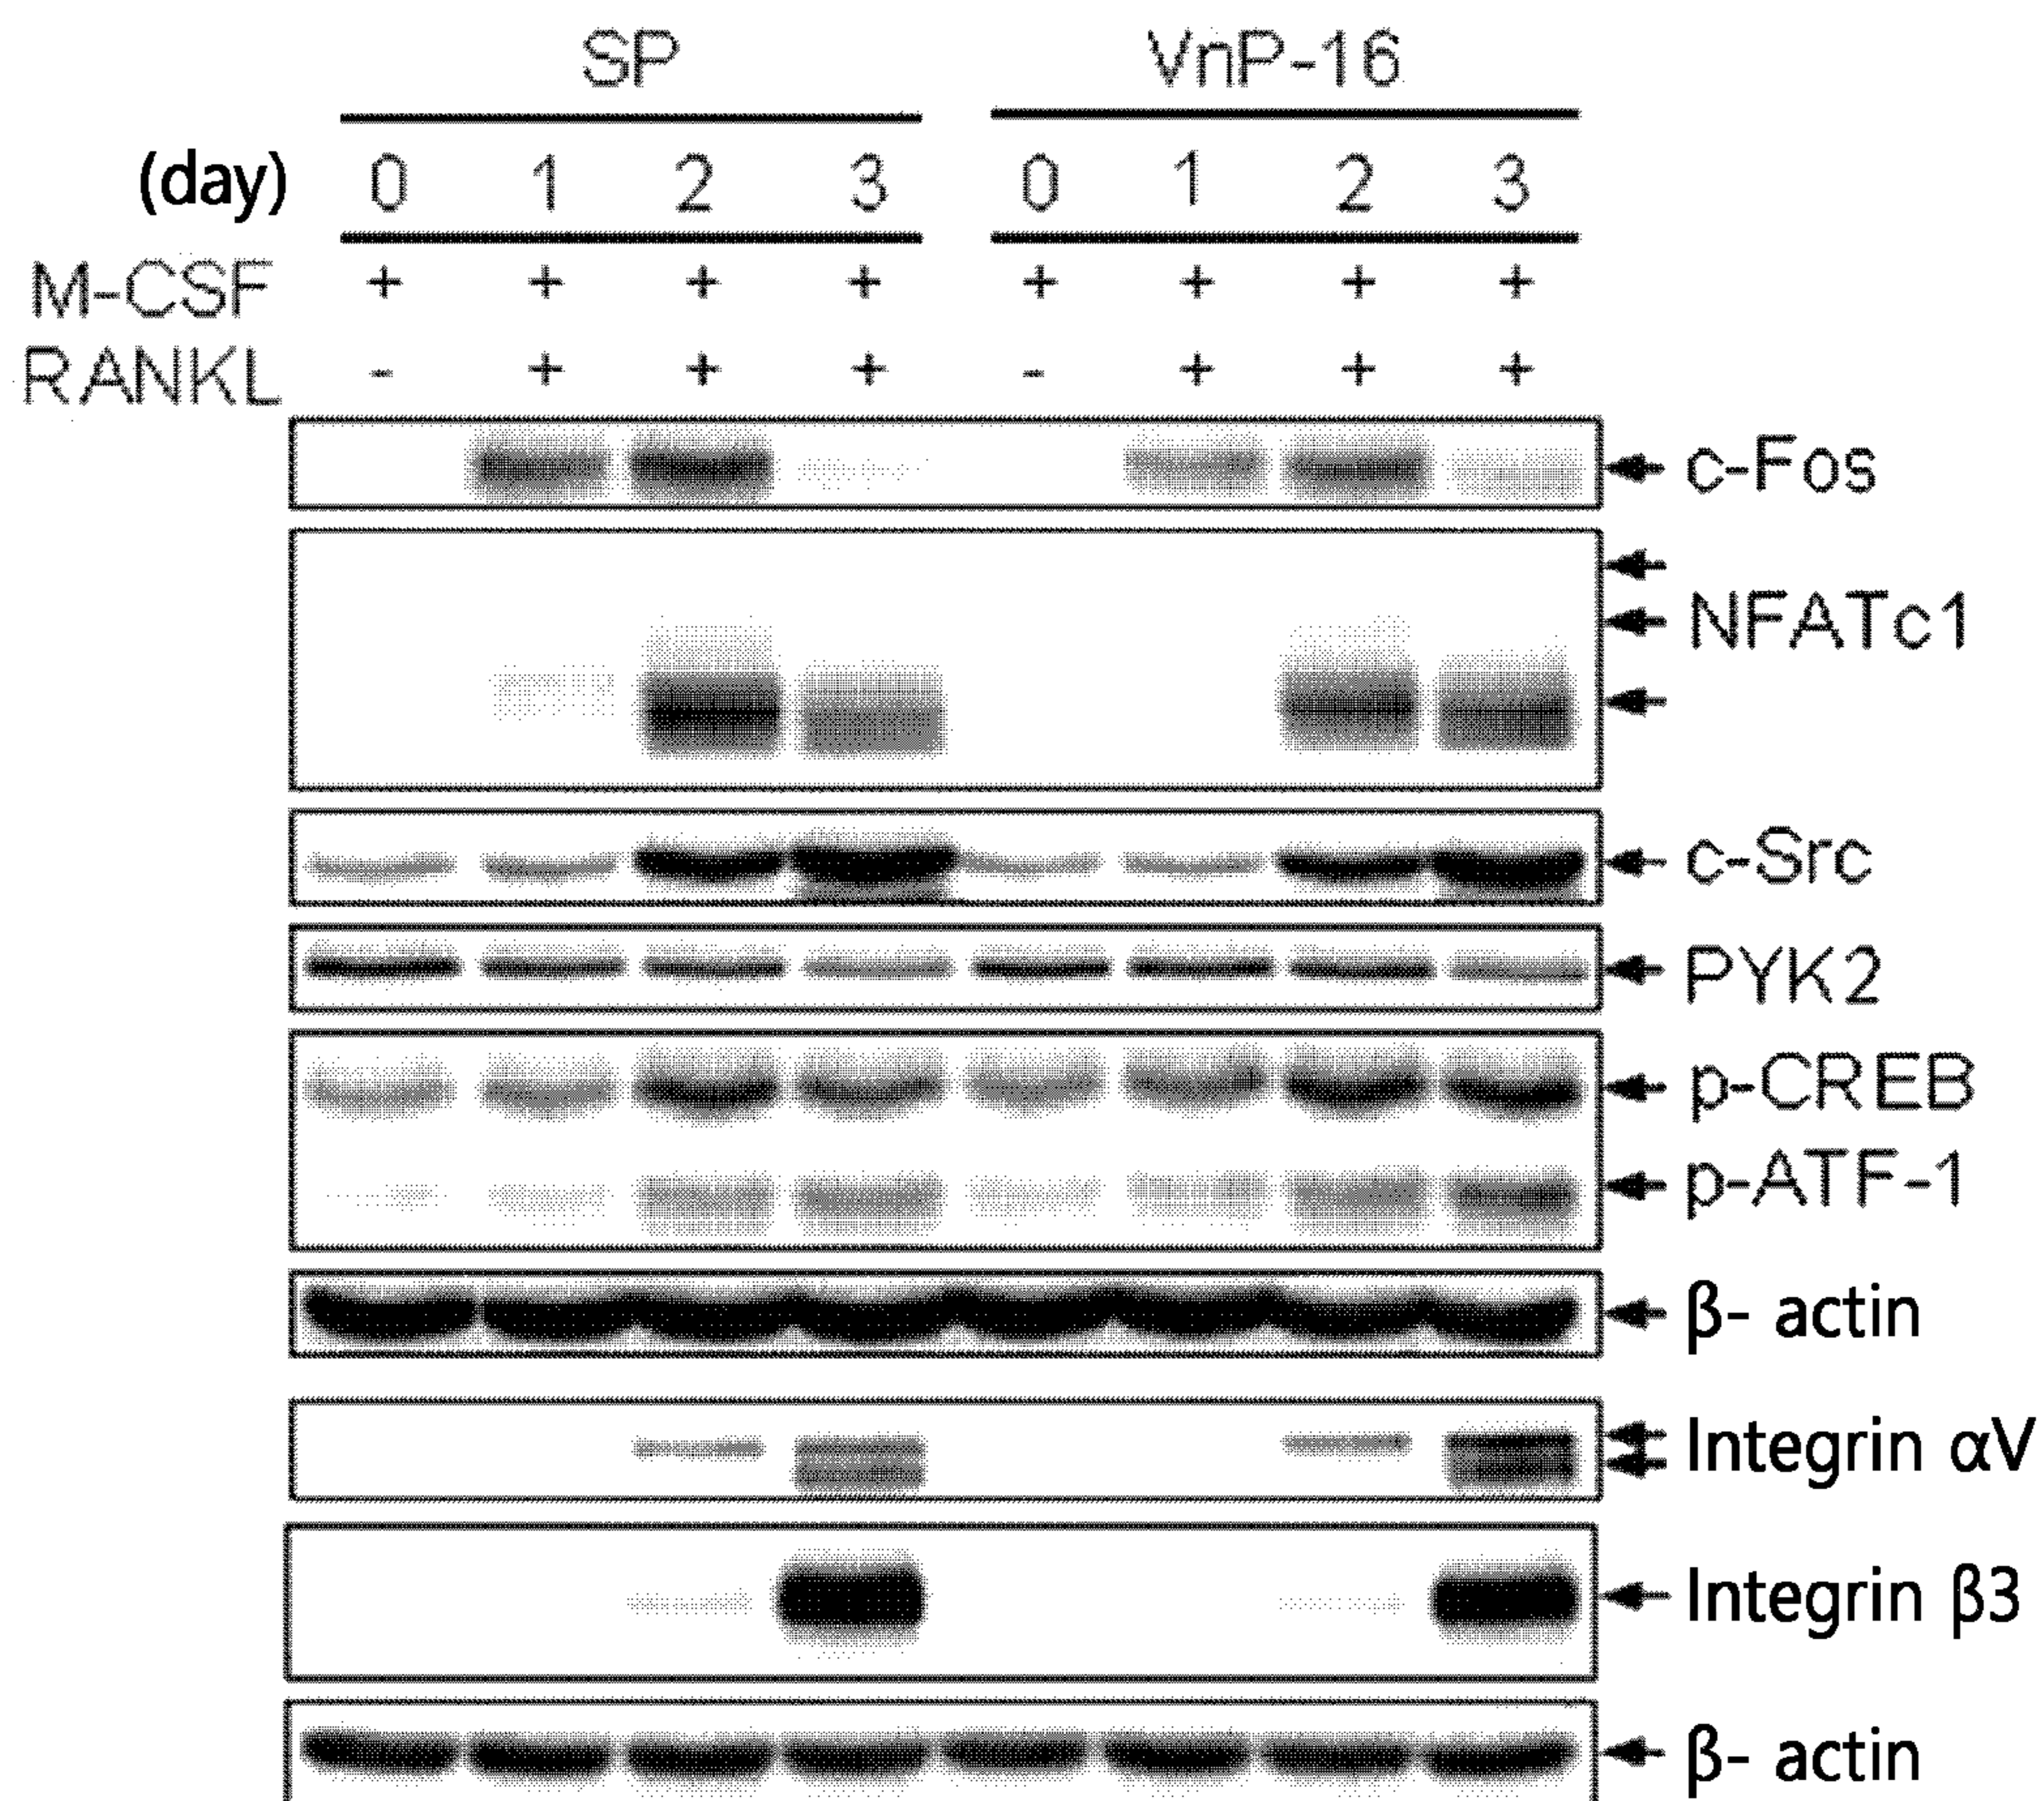 SP VnP-16
(day) 0 1 2 3 0 1 2 3
M-CSF + + + + + + + +
RANKL - + + + - + + +
c-Fos
NFATc1
c-Src
PYK2
p-CREB
p-ATF-1
β- actin
Integrin αV
Integrin β3
β- actin